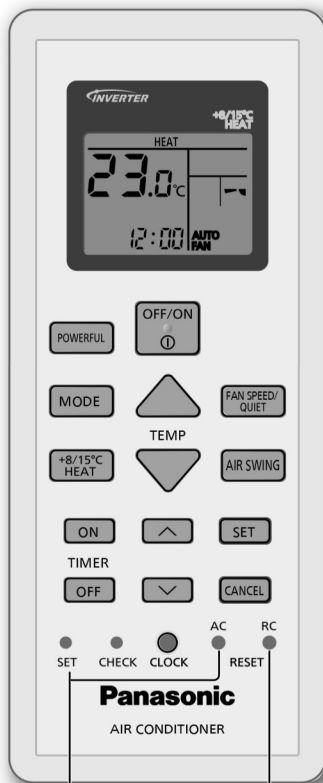 INVERTER
+8/15°C
HEAT
HEAT
23.0°C
12:00 AUTO FAN
OFF/ON
POWERFUL
MODE
FAN SPEED/
QUIET
TEMP
+8/15°C
HEAT
AIR SWING
ON
SET
TIMER
OFF
CANCEL
AC RC
SET CHECK CLOCK RESET
Panasonic
AIR CONDITIONER